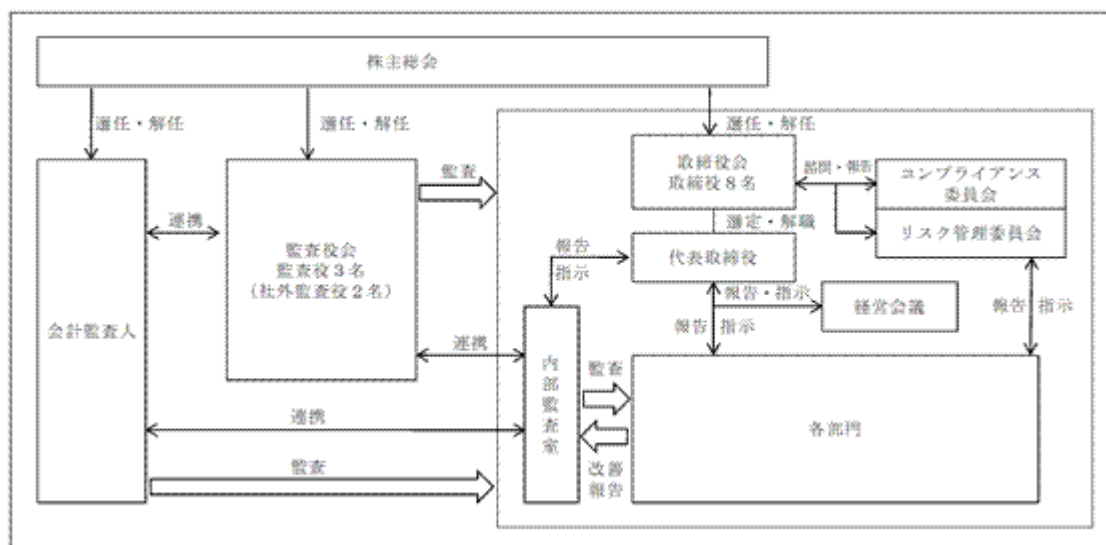 株主総会
選任・解任
選任・解任
選任・解任
会計監査人
監査役会
監査役3名
(社外監査役2名)
監査
連携
取締役会
取締役8名
諮問・報告
コンプライアンス
委員会
リスク管理委員会
選定・解職
代表取締役
報告
指示
報告・指示
経営会議
報告
指示
報告
指示
連携
内部監査室
監査
改善
報告
各部門
連携
監査